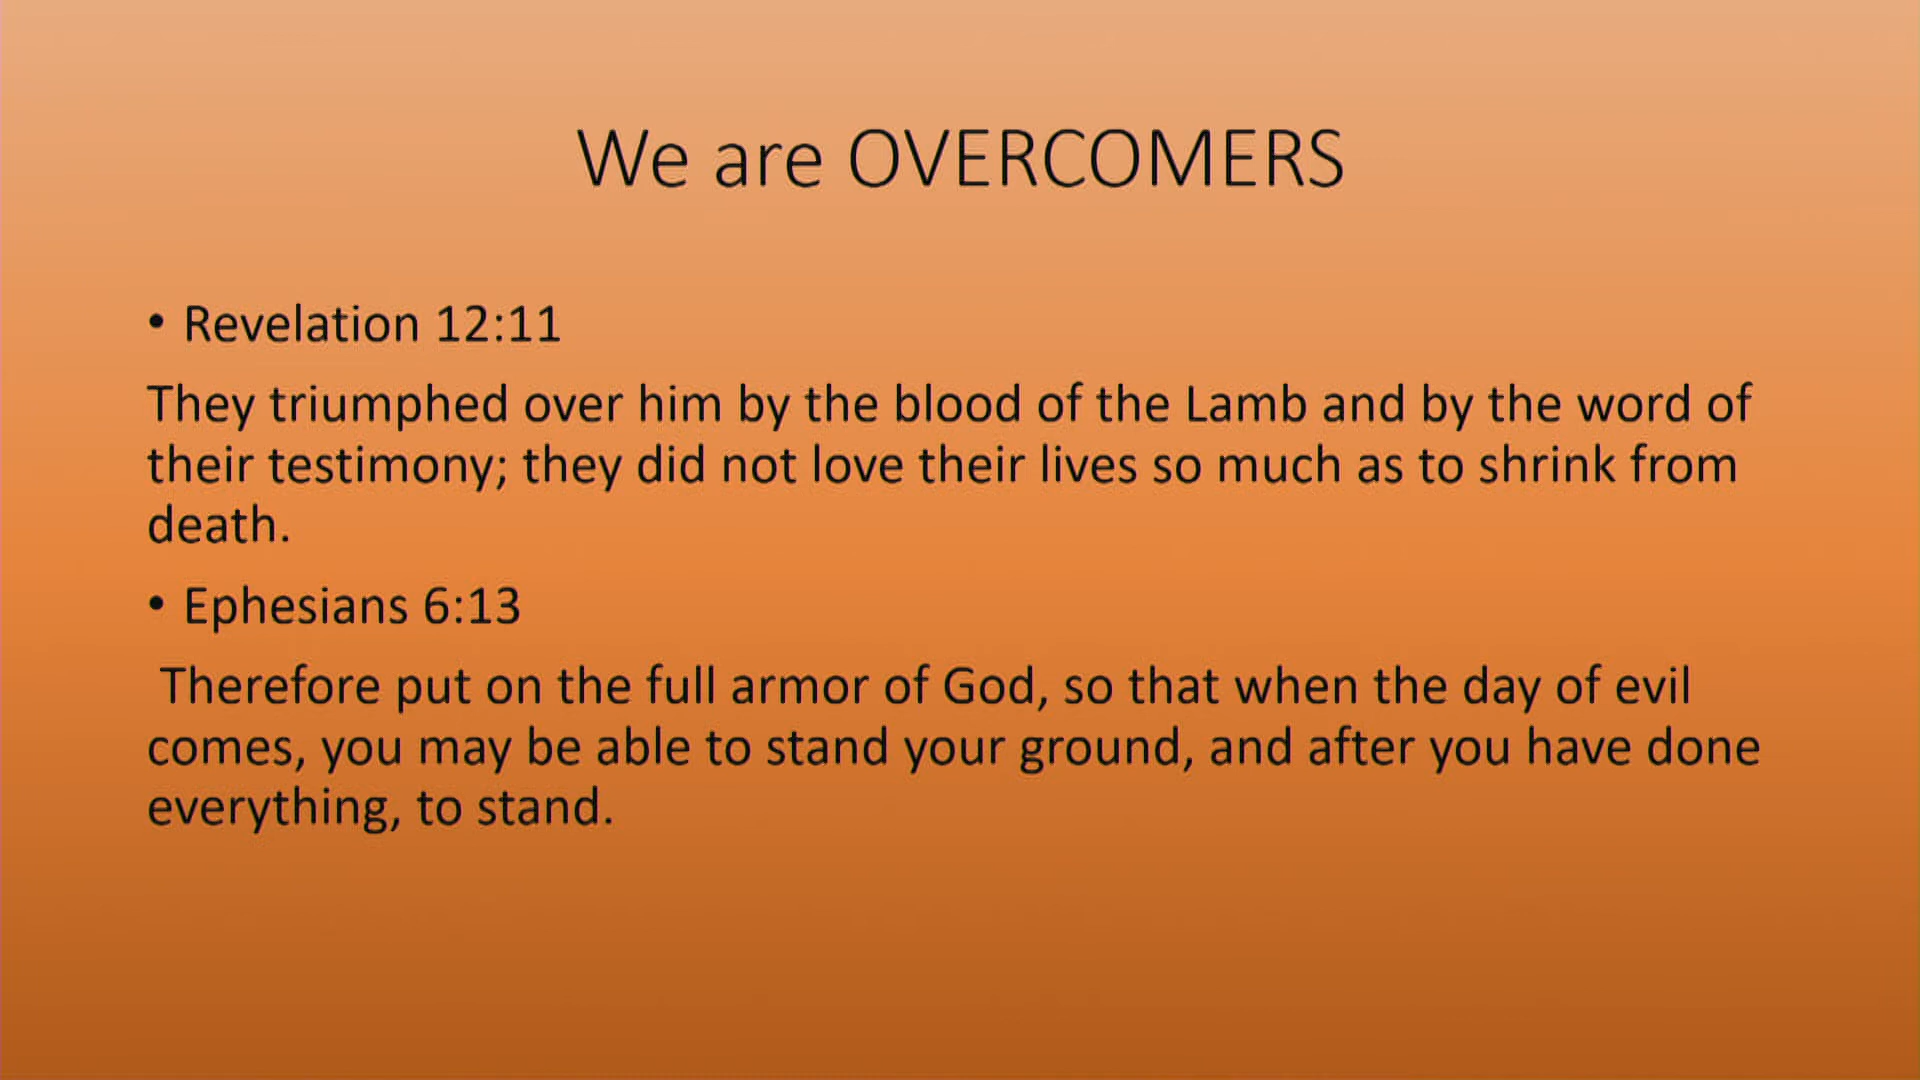 We are OVERCOMERS
• Revelation 12:11
They triumphed over him by the blood of the Lamb and by the word of
their testimony; they did not love their lives so much as to shrink from
death.
• Ephesians 6:13
Therefore put on the full armor of God, so that when the day of evil
comes, you may be able to stand your ground, and after you have done
everything, to stand.